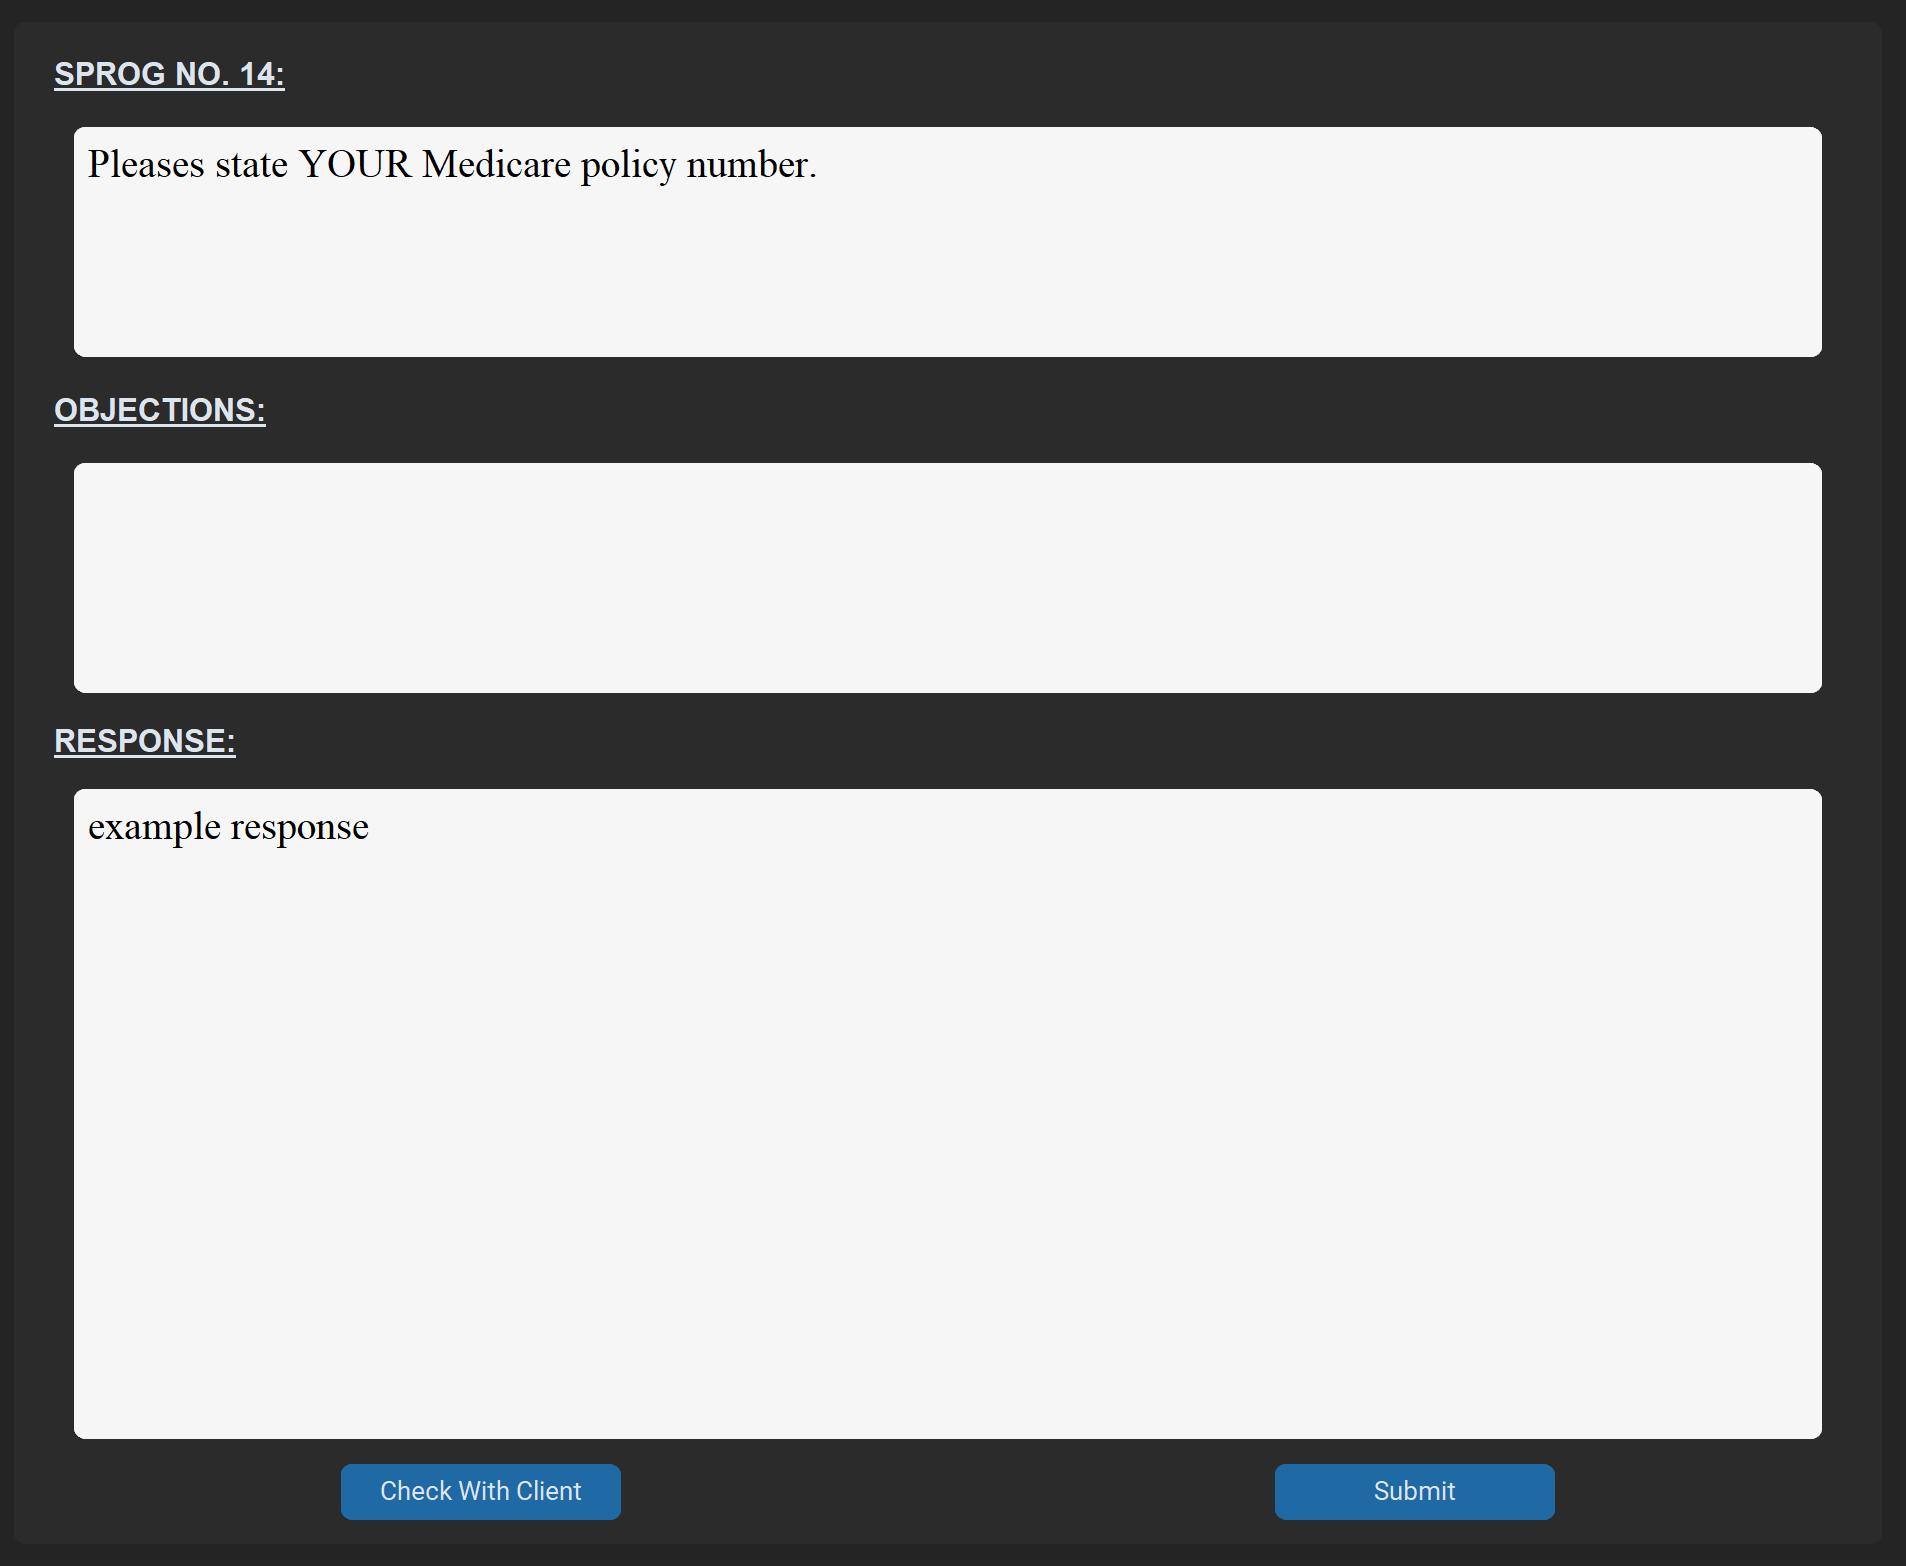 SPROG NO. 14:
Pleases state YOUR Medicare policy number.
OBJECTIONS:
RESPONSE:
example response
Check With Client
Submit